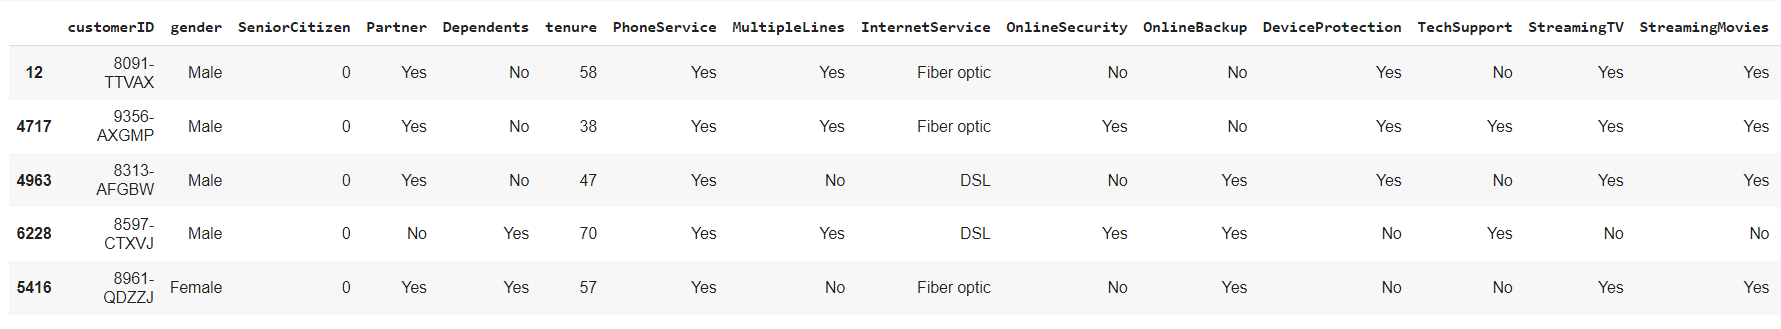 customerID gender SeniorCitizen Partner Dependents tenure PhoneService MultipleLines InternetService OnlineSecurity OnlineBackup DeviceProtection TechSupport StreamingTV StreamingMovies
12 8091-TTVAX Male 0 Yes No 58 Yes Yes Fiber optic No No Yes No Yes Yes
4717 9356-AXGMP Male 0 Yes No 38 Yes Yes Fiber optic Yes No Yes Yes Yes Yes
4963 8313-AFGBW Male 0 Yes No 47 Yes No DSL No Yes Yes No Yes Yes
6228 8597-CTXVJ Male 0 No Yes 70 Yes Yes DSL Yes Yes No Yes No No
5416 8961-QDZZJ Female 0 Yes Yes 57 Yes No Fiber optic No Yes No No Yes Yes